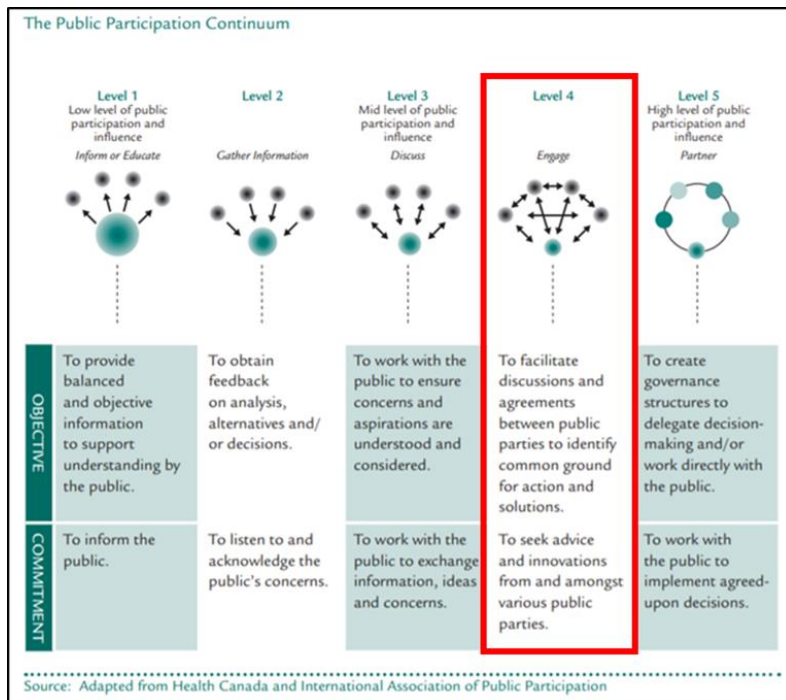 The Public Participation Continuum
Level 1
Low level of public
participation and
influence
Inform or Educate
Level 2
Gather Information
Level 3
Mid level of public
participation and
influence
Discuss
Level 4
Engage
Level 5
High level of public
participation and
influence
Partner
OBJECTIVE
To provide
balanced
and objective
information
to support
understanding by
the public.
To obtain
feedback
on analysis,
alternatives and/
or decisions.
To work with the
public to ensure
concerns and
aspirations are
understood and
considered.
To facilitate
discussions and
agreements
between public
parties to identify
common ground
for action and
solutions.
To create
governance
structures to
delegate decision-
making and/or
work directly with
the public.
COMMITMENT
To inform the
public.
To listen to and
acknowledge the
public's concerns.
To work with the
public to exchange
information, ideas
and concerns.
To seek advice
and innovations
from and amongst
various public
parties.
To work with
the public to
implement agreed-
upon decisions.
Source: Adapted from Health Canada and International Association of Public Participation